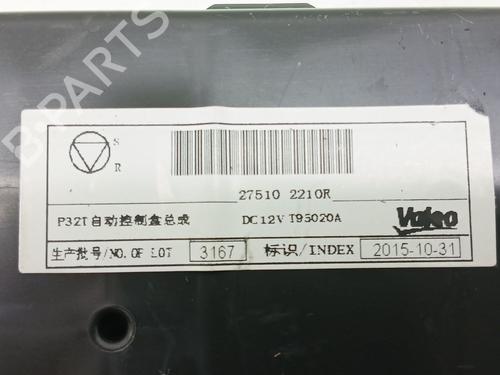 S
R
27510 2210R
P32T自动控制盒总成 DC12V T95020A Valeo
生产批号/NO.OF LOT 3167 标识/INDEX 2015-10-31
B-PARTS